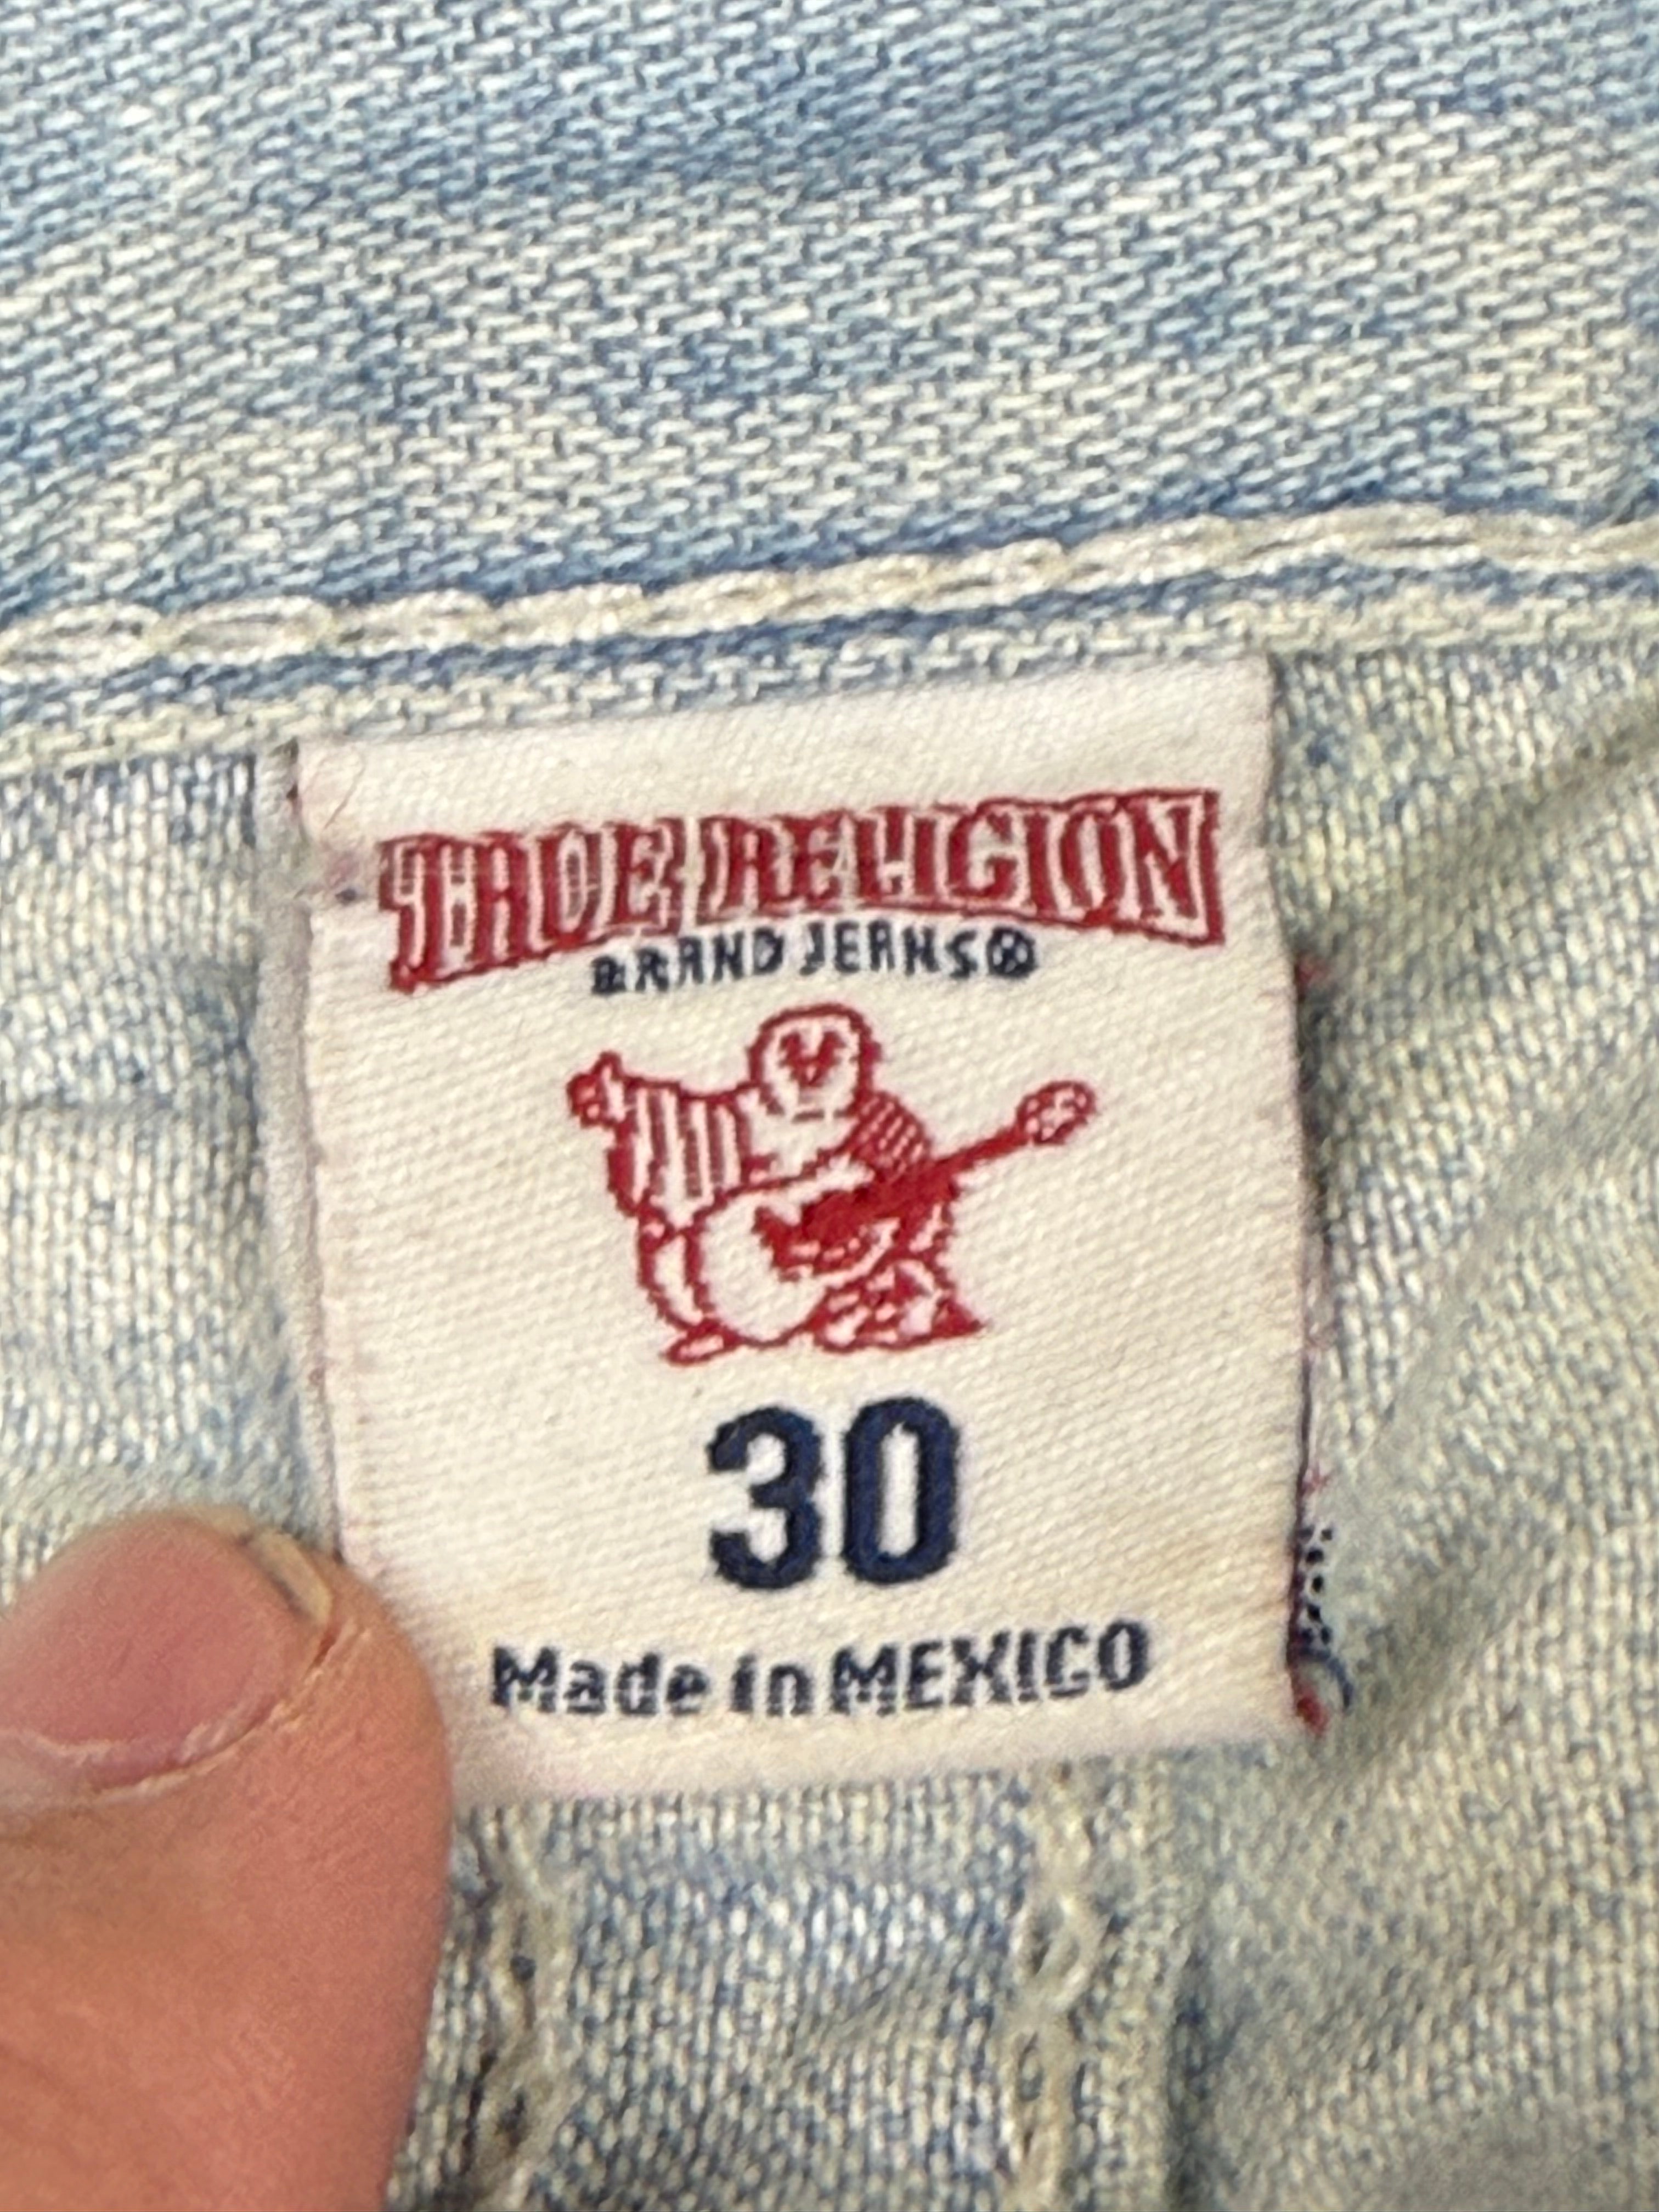 TRUE RELIGION
BRAND JEANS®
30
Made in MEXICO